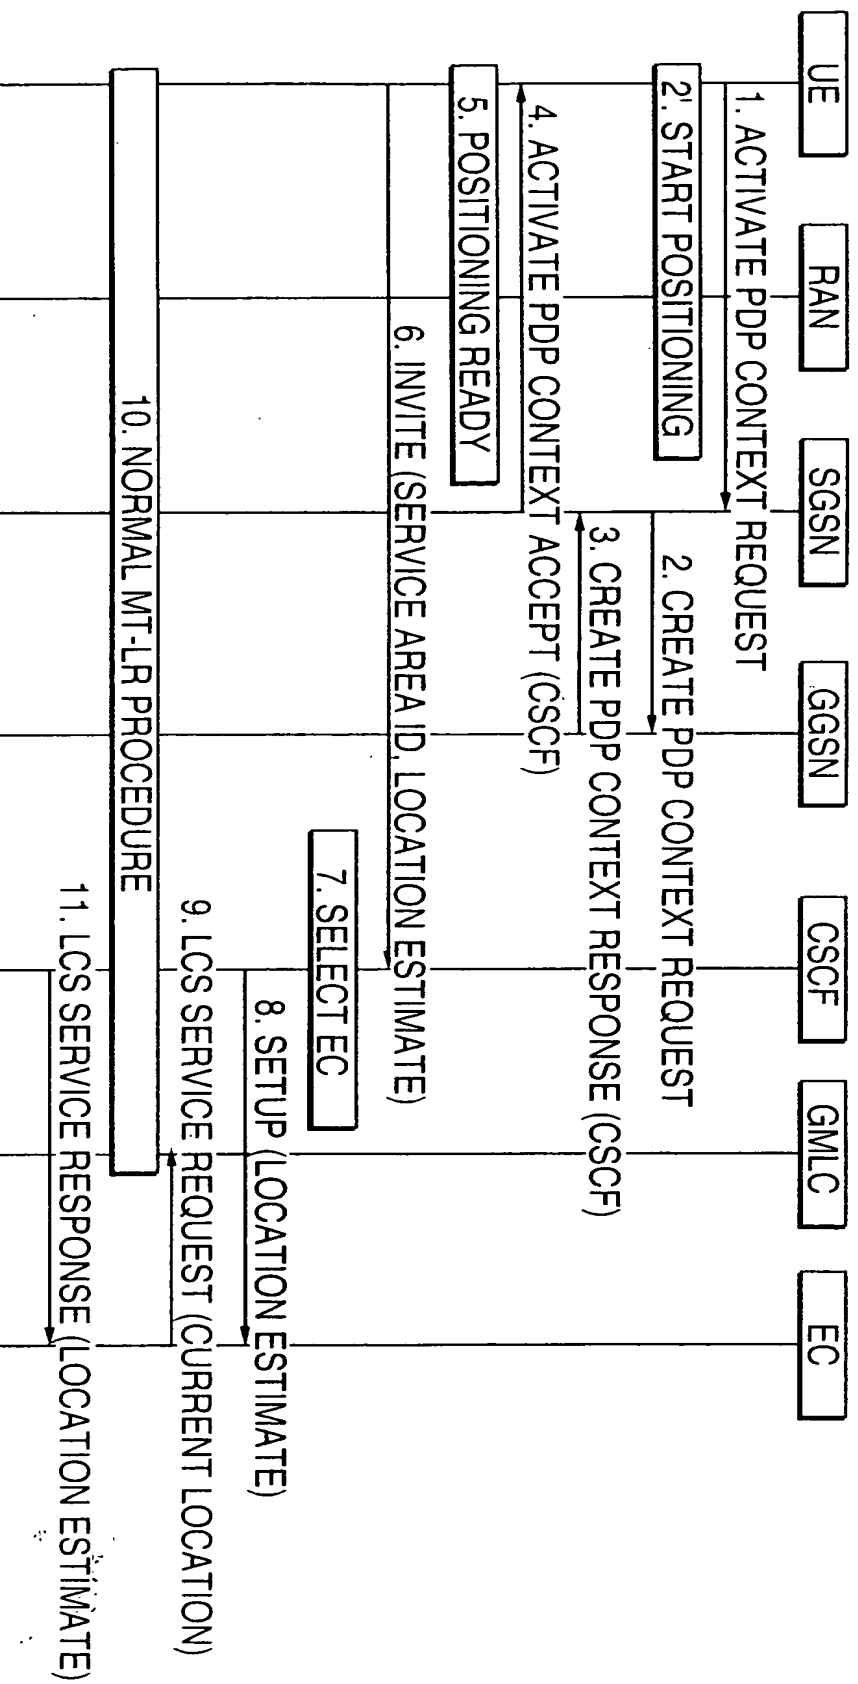 UE
RAN
SGSN
GGSN
CSCF
GMLC
EC
1. ACTIVATE PDP CONTEXT REQUEST
2'. START POSITIONING
2. CREATE PDP CONTEXT REQUEST
3. CREATE PDP CONTEXT RESPONSE (CSCF)
4. ACTIVATE PDP CONTEXT ACCEPT (CSCF)
5. POSITIONING READY
6. INVITE (SERVICE AREA ID, LOCATION ESTIMATE)
7. SELECT EC
8. SETUP (LOCATION ESTIMATE)
9. LCS SERVICE REQUEST (CURRENT LOCATION)
10. NORMAL MT-LR PROCEDURE
11. LCS SERVICE RESPONSE (LOCATION ESTIMATE)